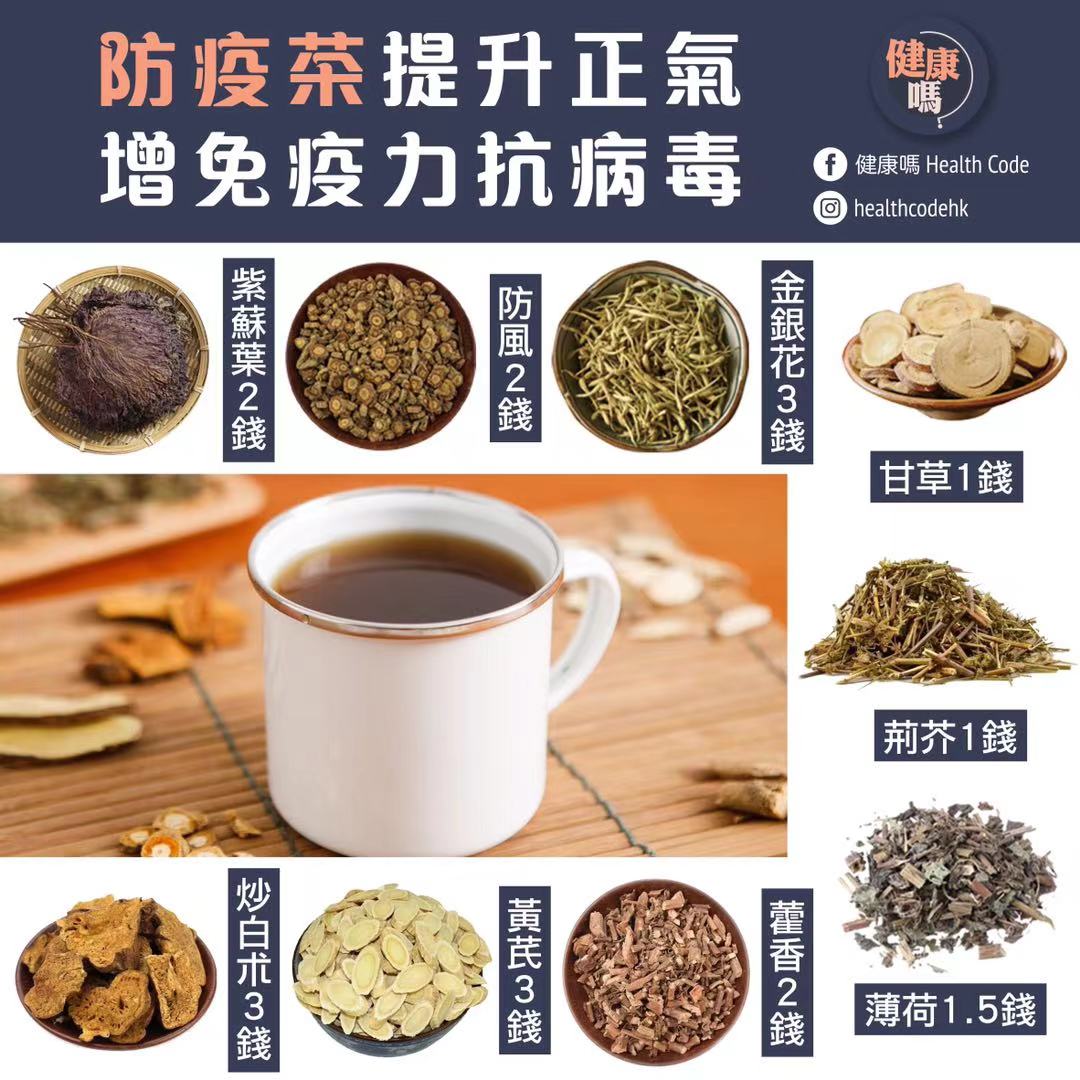 防疫茶提升正氣
增免疫力抗病毒
健康嗎
健康嗎 Health Code
healthcodehk
紫蘇葉2錢
防風2錢
金銀花3錢
甘草1錢
荊芥1錢
薄荷1.5錢
炒白朮3錢
黃芪3錢
藿香2錢